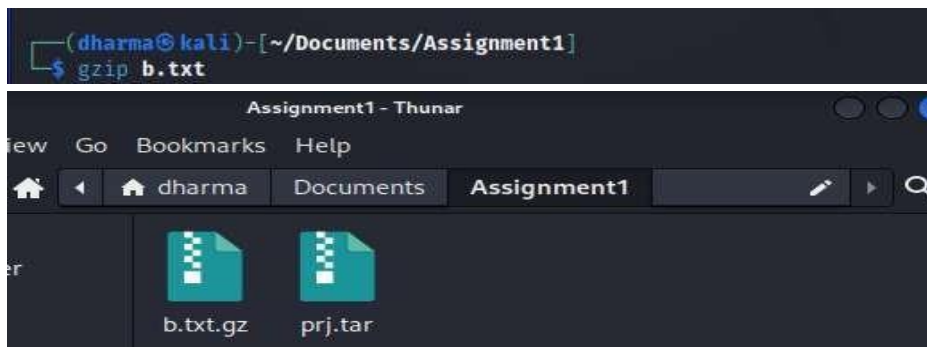 (dharma㉿kali)-[~/Documents/Assignment1]
$ gzip b.txt
Assignment1 - Thunar
iew Go Bookmarks Help
dharma Documents Assignment1
er
b.txt.gz prj.tar